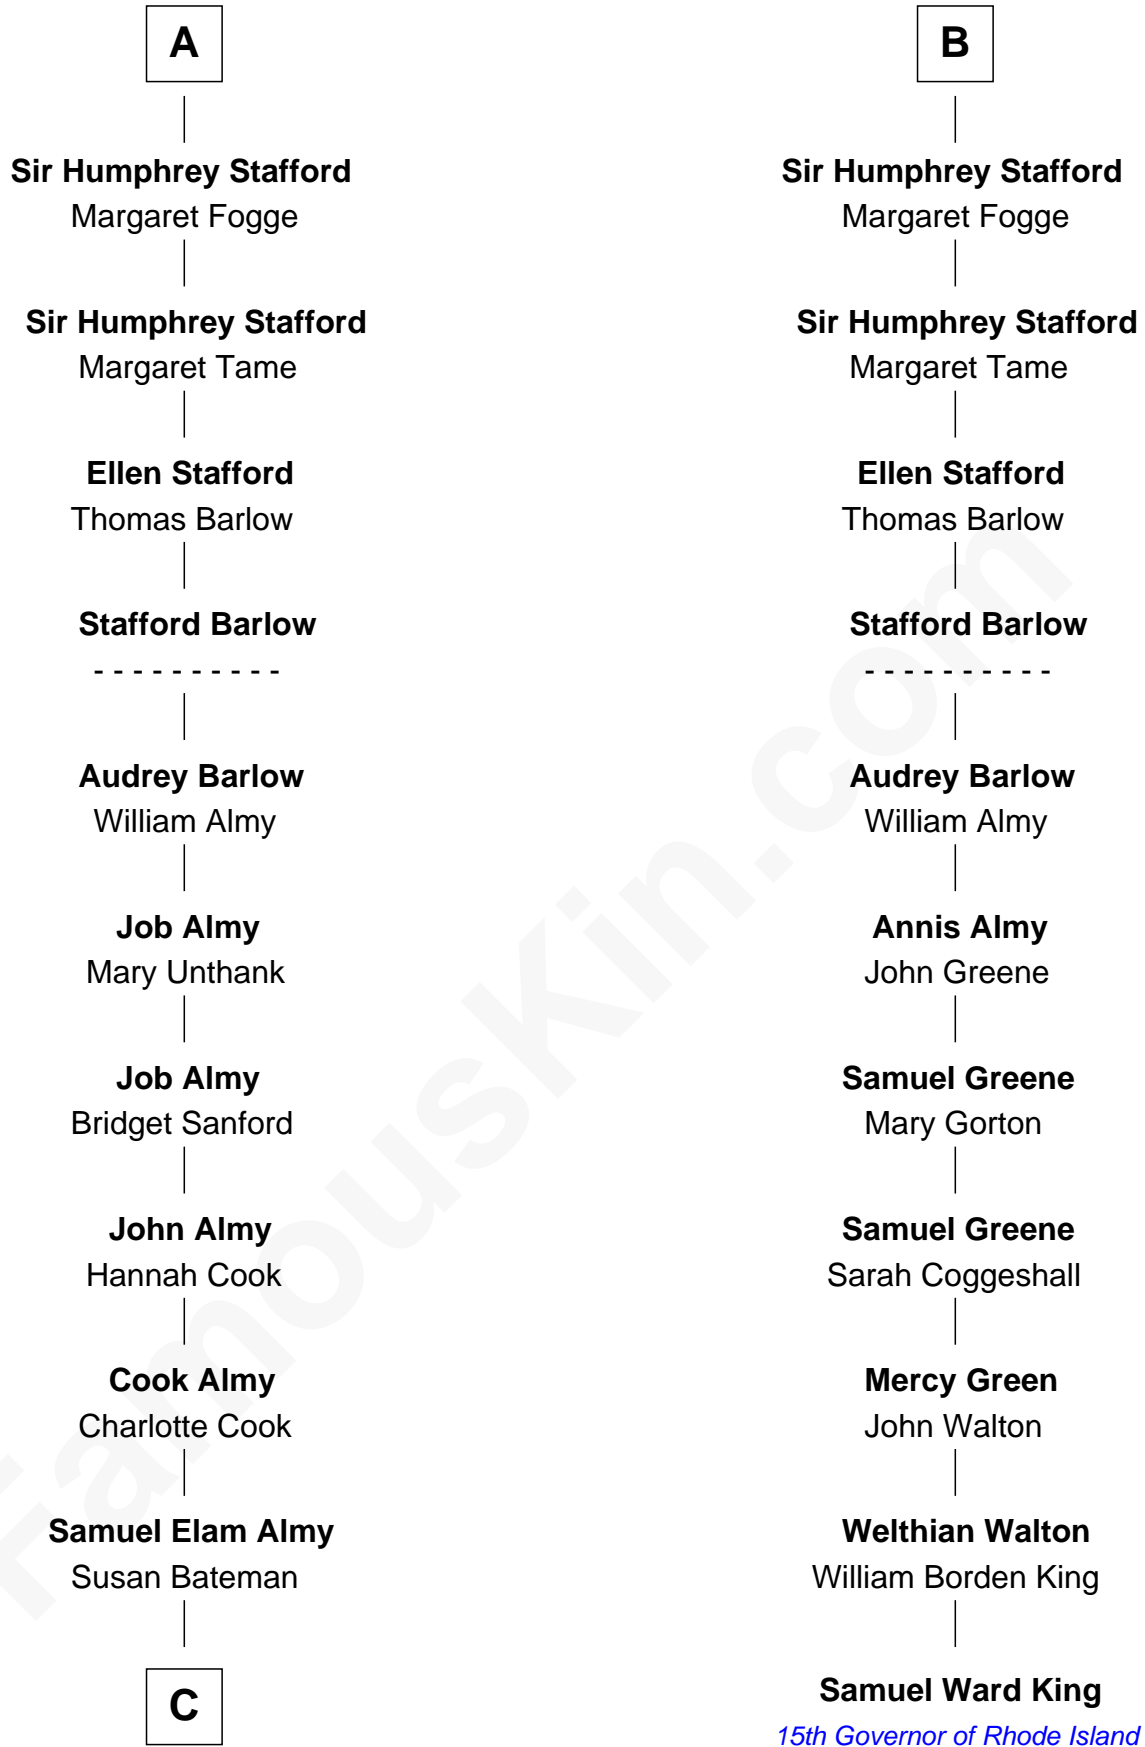 A
Sir Humphrey Stafford
Margaret Fogge
Sir Humphrey Stafford
Margaret Tame
Ellen Stafford
Thomas Barlow
Stafford Barlow
- - - - - - - - - -
Audrey Barlow
William Almy
Job Almy
Mary Unthank
Job Almy
Bridget Sanford
John Almy
Hannah Cook
Cook Almy
Charlotte Cook
Samuel Elam Almy
Susan Bateman
C
B
Sir Humphrey Stafford
Margaret Fogge
Sir Humphrey Stafford
Margaret Tame
Ellen Stafford
Thomas Barlow
Stafford Barlow
- - - - - - - - - -
Audrey Barlow
William Almy
Annis Almy
John Greene
Samuel Greene
Mary Gorton
Samuel Greene
Sarah Coggeshall
Mercy Green
John Walton
Welthian Walton
William Borden King
Samuel Ward King
15th Governor of Rhode Island
FamousKin.com